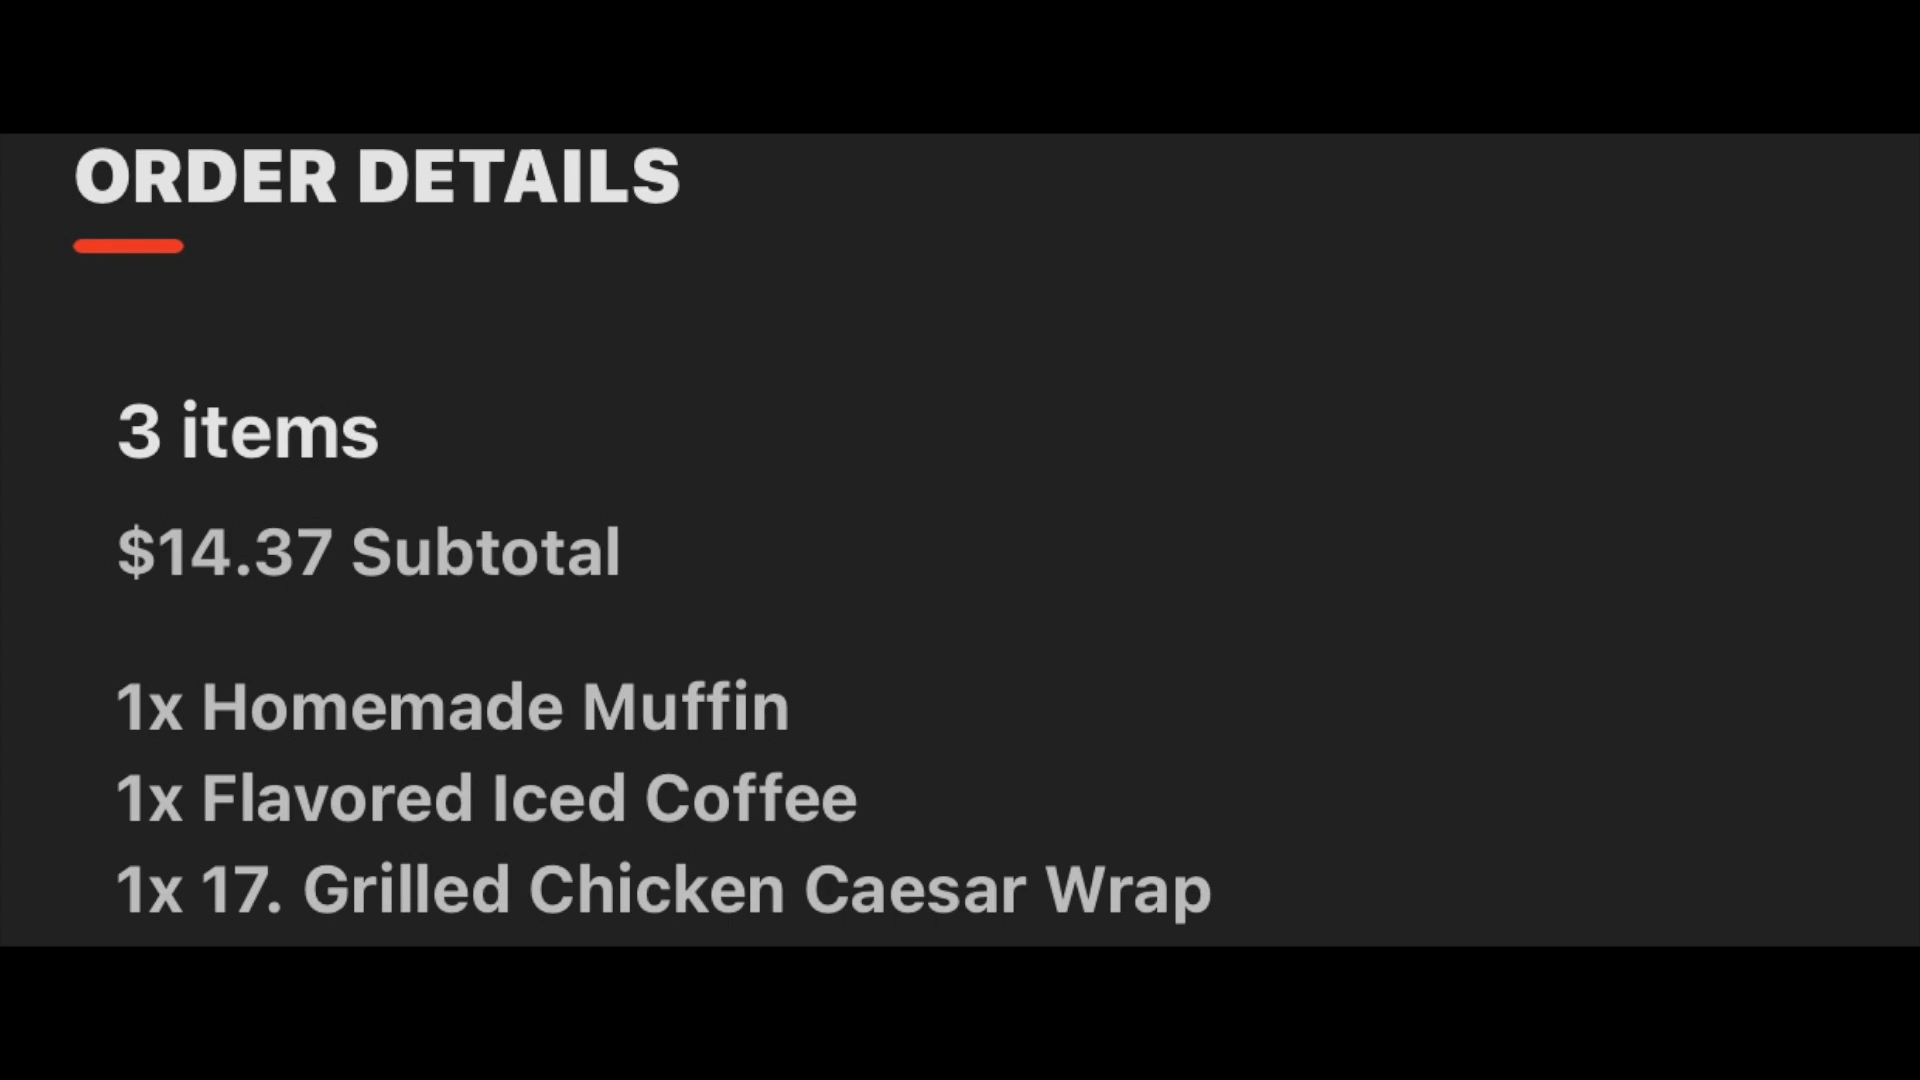 ORDER DETAILS
3 items
$14.37 Subtotal
1x Homemade Muffin
1x Flavored Iced Coffee
1x 17. Grilled Chicken Caesar Wrap